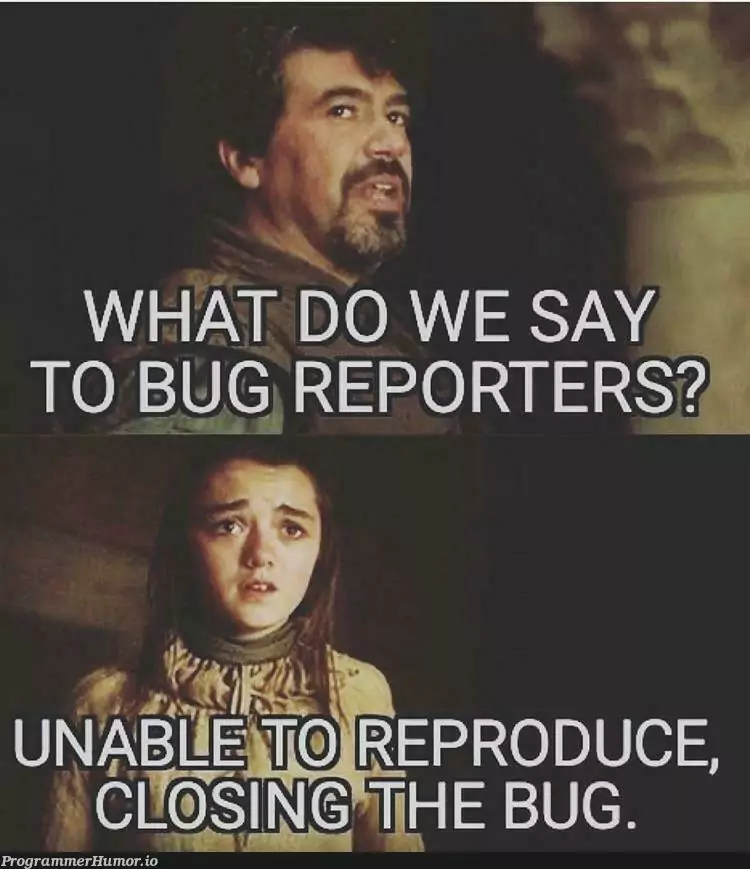 WHAT DO WE SAY
TO BUG REPORTERS?
UNABLE TO REPRODUCE,
CLOSING THE BUG.
ProgrammerHumor.io